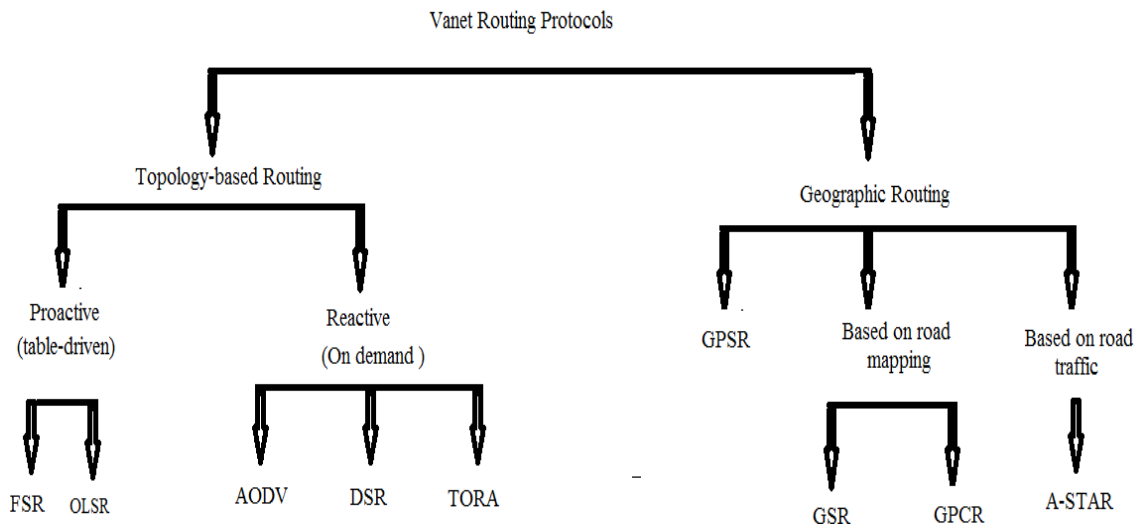 Vanet Routing Protocols
Topology-based Routing
Geographic Routing
Proactive
(table-driven)
Reactive
(On demand )
GPSR
Based on road
mapping
Based on road
traffic
FSR
OLSR
AODV
DSR
TORA
GSR
GPCR
A-STAR